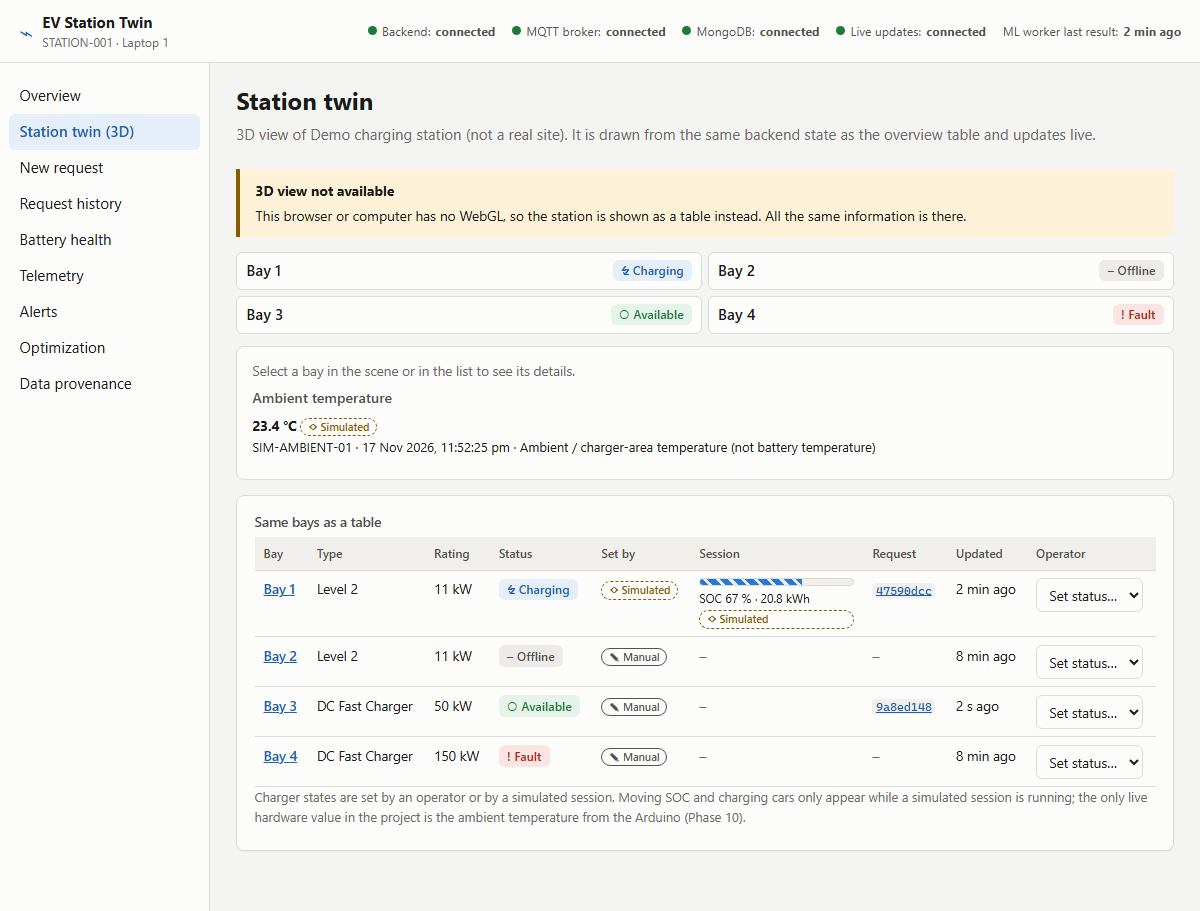 EV Station Twin
STATION-001 · Laptop 1
Backend: connected
MQTT broker: connected
MongoDB: connected
Live updates: connected
ML worker last result: 2 min ago
Overview
Station twin (3D)
New request
Request history
Battery health
Telemetry
Alerts
Optimization
Data provenance
Station twin
3D view of Demo charging station (not a real site). It is drawn from the same backend state as the overview table and updates live.
3D view not available
This browser or computer has no WebGL, so the station is shown as a table instead. All the same information is there.
Bay 1 Charging
Bay 2 – Offline
Bay 3 Available
Bay 4 ! Fault
Select a bay in the scene or in the list to see its details.
Ambient temperature
23.4 °C Simulated
SIM-AMBIENT-01 · 17 Nov 2026, 11:52:25 pm · Ambient / charger-area temperature (not battery temperature)
Same bays as a table
Bay Type Rating Status Set by Session Request Updated Operator
Bay 1 Level 2 11 kW Charging Simulated SOC 67 % · 20.8 kWh 47590dcc 2 min ago Set status...
Simulated
Bay 2 Level 2 11 kW – Offline Manual – – 8 min ago Set status...
Bay 3 DC Fast Charger 50 kW Available Manual – 9a8ed148 2 s ago Set status...
Bay 4 DC Fast Charger 150 kW ! Fault Manual – – 8 min ago Set status...
Charger states are set by an operator or by a simulated session. Moving SOC and charging cars only appear while a simulated session is running; the only live
hardware value in the project is the ambient temperature from the Arduino (Phase 10).